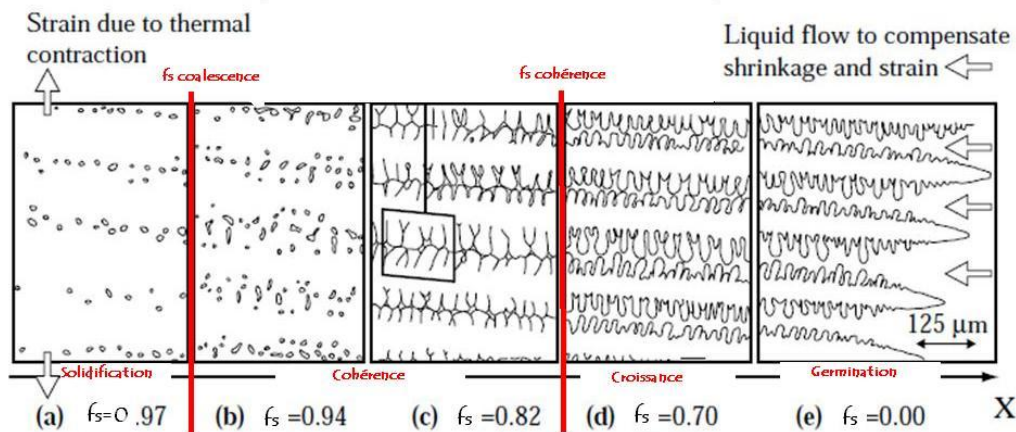 Strain due to thermal
contraction
Liquid flow to compensate
shrinkage and strain
fs coalescence
fs cohérence
125 µm
Solidification
Cohérence
Croissance
Germination
(a) fs=0.97
(b) fs=0.94
(c) fs=0.82
(d) fs=0.70
(e) fs=0.00
X